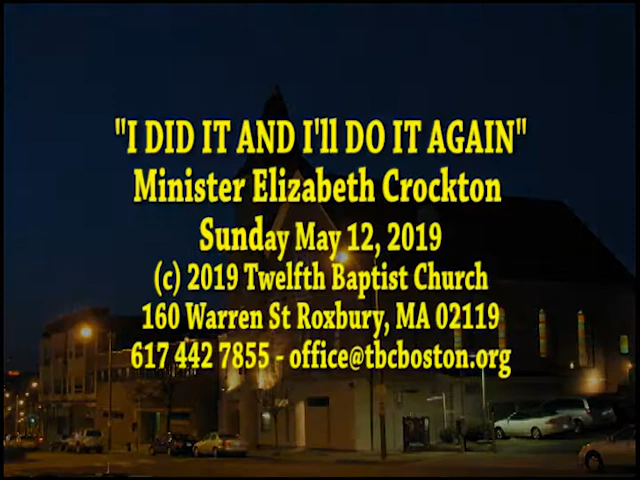 "I DID IT AND I'll DO IT AGAIN"
Minister Elizabeth Crockton
Sunday May 12, 2019
(c) 2019 Twelfth Baptist Church
160 Warren St Roxbury, MA 02119
617 442 7855 - office@tbcboston.org